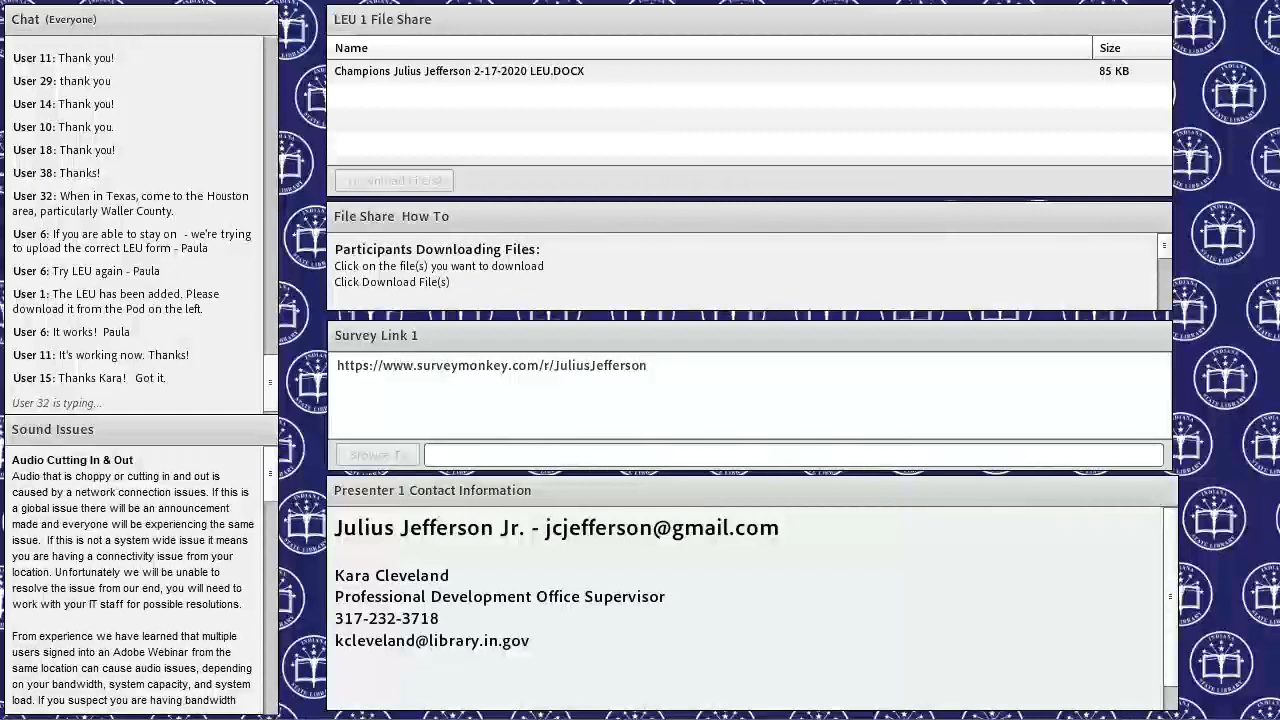 Chat (Everyone)
User 11: Thank you!
User 29: thank you
User 14: Thank you!
User 10: Thank you.
User 18: Thank you!
User 38: Thanks!
User 32: When in Texas, come to the Houston
area, particularly Waller County.
User 6: If you are able to stay on - we're trying
to upload the correct LEU form - Paula
User 6: Try LEU again - Paula
User 1: The LEU has been added. Please
download it from the Pod on the left.
User 6: It works! Paula
User 11: It's working now. Thanks!
User 15: Thanks Kara! Got it.
User 32 is typing...
Sound Issues
Audio Cutting In & Out
Audio that is choppy or cutting in and out is
caused by a network connection issues. If this is
a global issue there will be an announcement
made and everyone will be experiencing the same
issue. If this is not a system wide issue it means
you are having a connectivity issue from your
location. Unfortunately we will be unable to
resolve the issue from our end, you will need to
work with your IT staff for possible resolutions.
From experience we have learned that multiple
users signed into an Adobe Webinar from the
same location can cause audio issues, depending
on your bandwidth, system capacity, and system
load. If you suspect you are having bandwidth
LEU 1 File Share
Name Size
Champions Julius Jefferson 2-17-2020 LEU.DOCX 85 KB
Download File(s)
File Share How To
Participants Downloading Files:
Click on the file(s) you want to download
Click Download File(s)
Survey Link 1
https://www.surveymonkey.com/r/JuliusJefferson
Browse To
Presenter 1 Contact Information
Julius Jefferson Jr. - jcjefferson@gmail.com
Kara Cleveland
Professional Development Office Supervisor
317-232-3718
kcleveland@library.in.gov
INDIANA
STATE LIBRARY